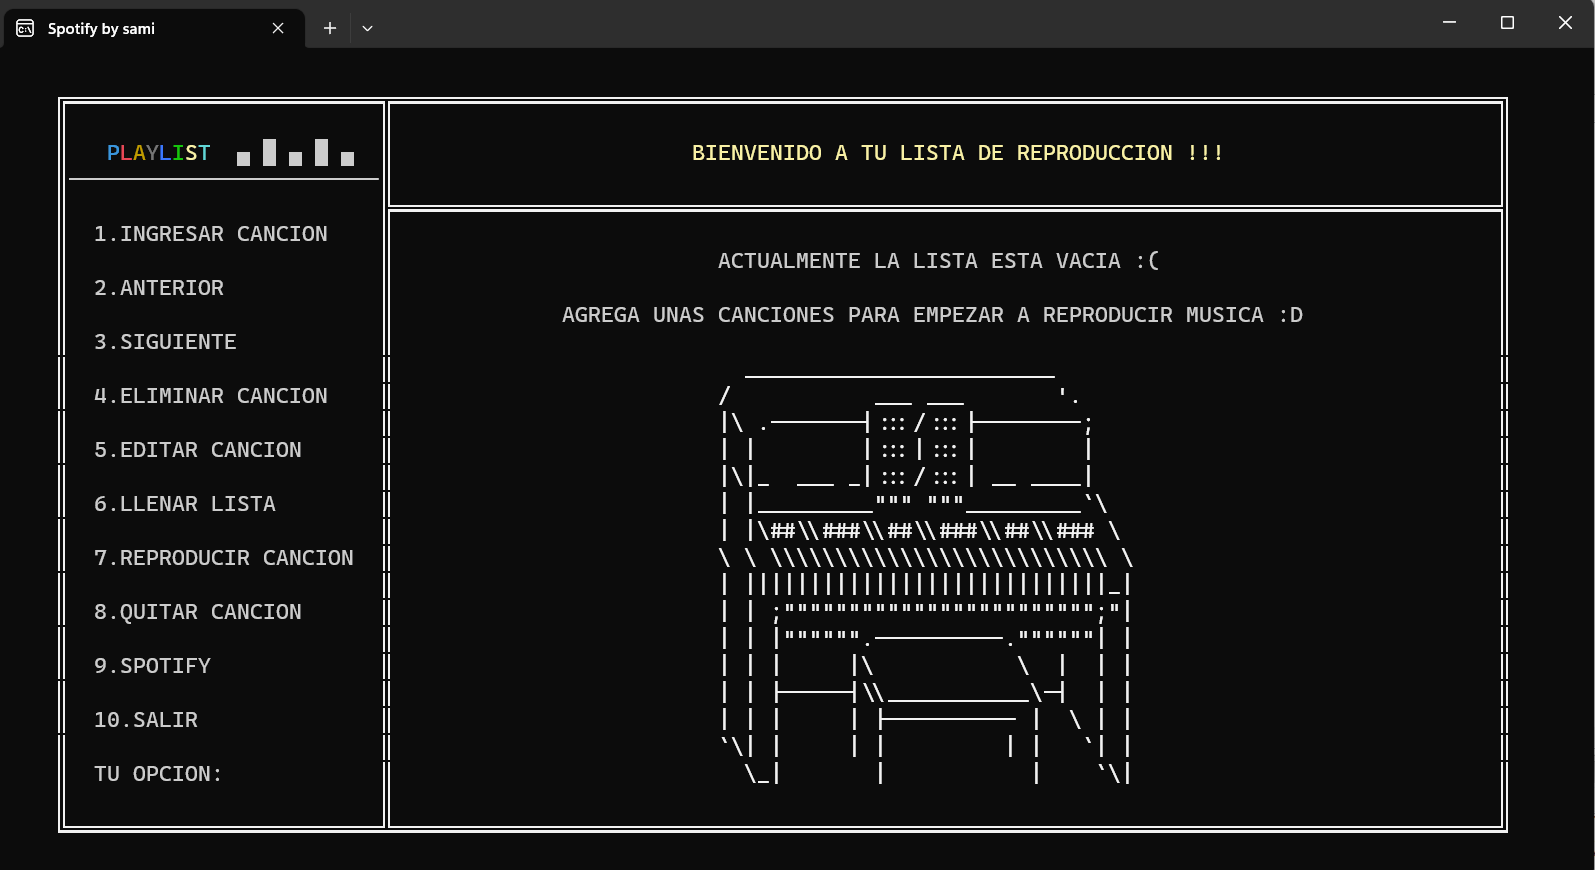 Spotify by sami
PLAYLIST
BIENVENIDO A TU LISTA DE REPRODUCCION !!!
1.INGRESAR CANCION
2.ANTERIOR
3.SIGUIENTE
4.ELIMINAR CANCION
5.EDITAR CANCION
6.LLENAR LISTA
7.REPRODUCIR CANCION
8.QUITAR CANCION
9.SPOTIFY
10.SALIR
TU OPCION:
ACTUALMENTE LA LISTA ESTA VACIA :(
AGREGA UNAS CANCIONES PARA EMPEZAR A REPRODUCIR MUSICA :D